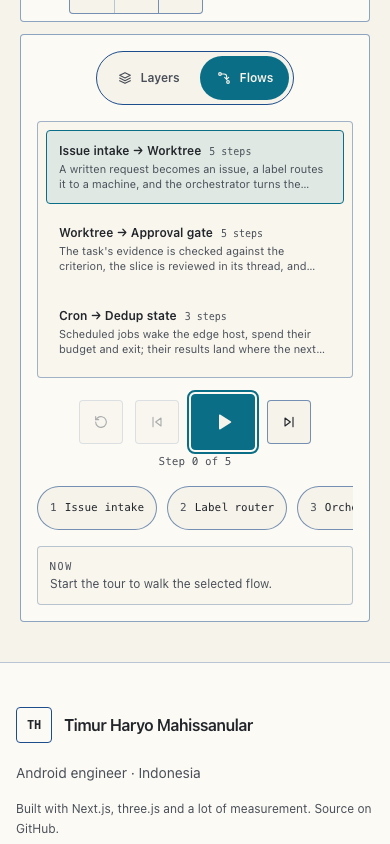 Layers Flows
Issue intake → Worktree 5 steps
A written request becomes an issue, a label routes
it to a machine, and the orchestrator turns the…
Worktree → Approval gate 5 steps
The task's evidence is checked against the
criterion, the slice is reviewed in its thread, and…
Cron → Dedup state 3 steps
Scheduled jobs wake the edge host, spend their
budget and exit; their results land where the next…
Step 0 of 5
1 Issue intake 2 Label router 3 Orche
NOW
Start the tour to walk the selected flow.
TH Timur Haryo Mahissanular
Android engineer · Indonesia
Built with Next.js, three.js and a lot of measurement. Source on
GitHub.